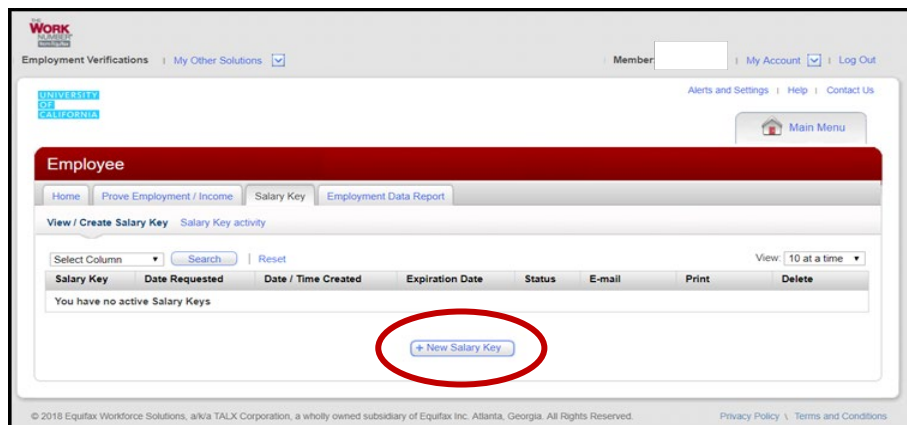 THE
WORK
NUMBER®
from Equifax
Employment Verifications | My Other Solutions
Member | My Account | Log Out
UNIVERSITY
OF
CALIFORNIA
Alerts and Settings | Help | Contact Us
Main Menu
Employee
Home Prove Employment / Income Salary Key Employment Data Report
View / Create Salary Key Salary Key activity
Select Column Search | Reset View: 10 at a time
Salary Key Date Requested Date / Time Created Expiration Date Status E-mail Print Delete
You have no active Salary Keys
+ New Salary Key
© 2018 Equifax Workforce Solutions, a/k/a TALX Corporation, a wholly owned subsidiary of Equifax Inc. Atlanta, Georgia. All Rights Reserved. Privacy Policy \ Terms and Conditions